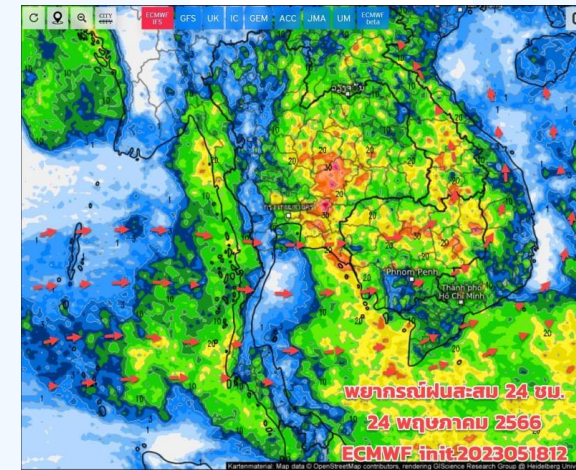 CITY
CITY
ECMWF
IFS
GFS
UK
IC
GEM
ACC
JMA
UM
ECMWF
beta
Phnom Penh
Thành phố
Hồ Chí Minh
พยากรณ์ฝนสะสม 24 ชม.
24 พฤษภาคม 2566
ECMWF init:2023051812
Kartenmaterial: Map data © OpenStreetMap contributors, rendering GIScience Research Group @ Heidelberg U